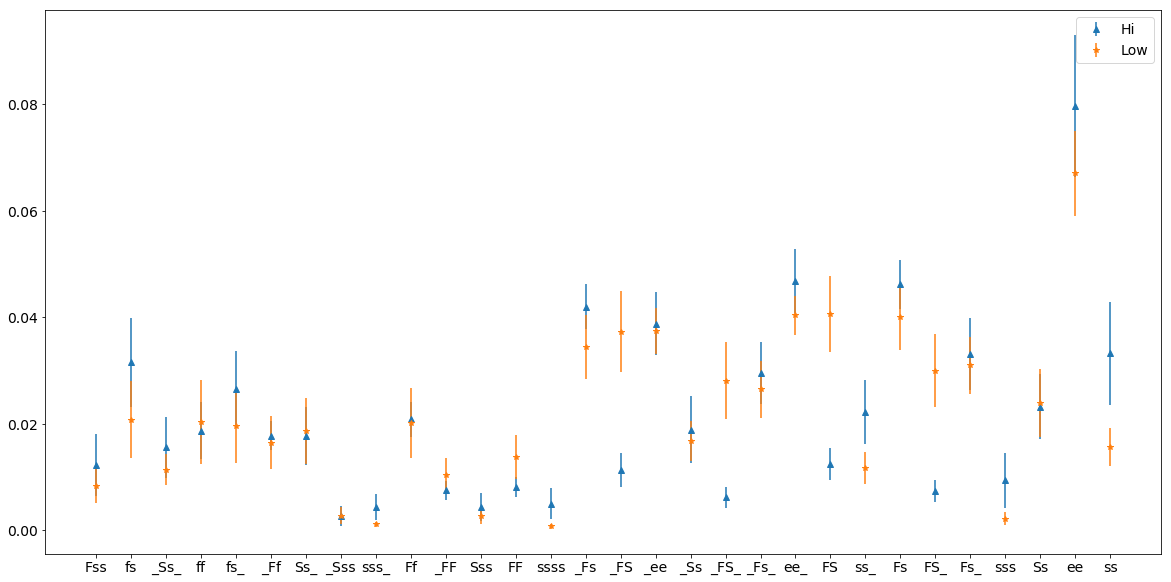 Hi
Low
0.08
0.06
0.04
0.02
0.00
Fss fs _Ss_ ff fs_ _Ff Ss_ _Sss sss_ Ff _FF Sss FF ssss _Fs _FS _ee _Ss _FS_ _Fs_ ee_ FS ss_ Fs FS_ Fs_ sss Ss ee ss